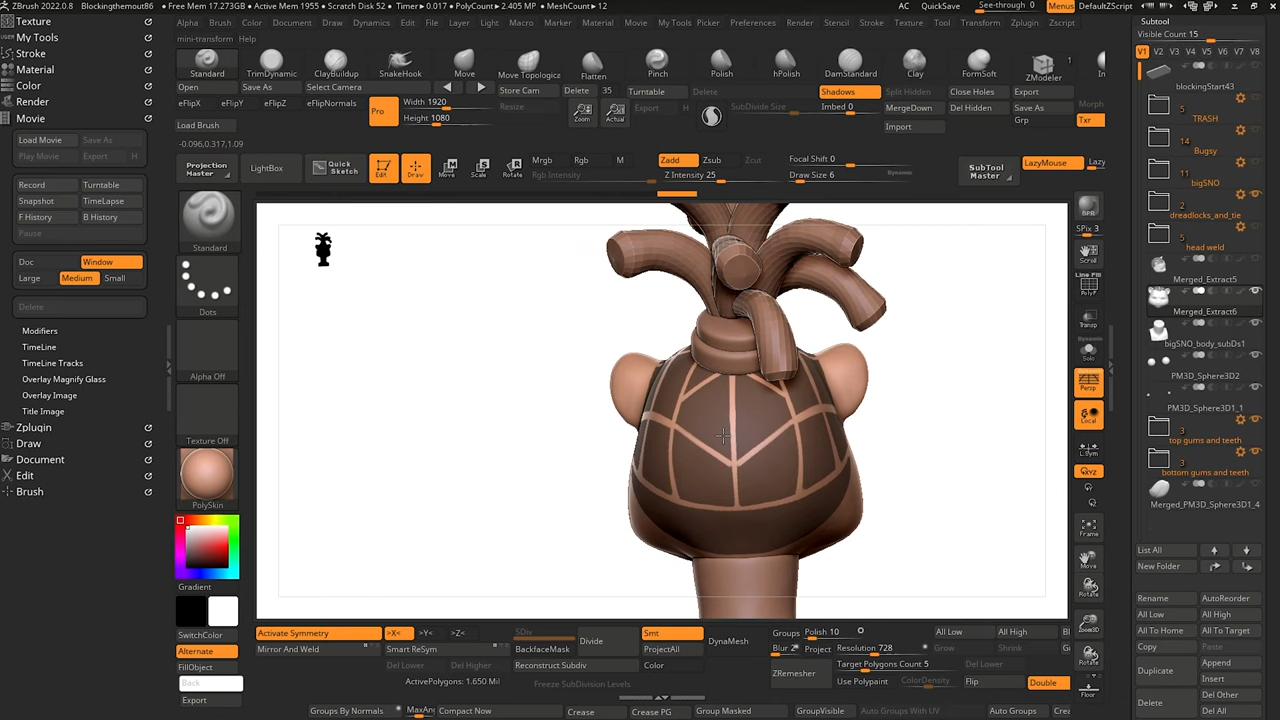 ZBrush 2022.0.8 Blockingthemout86 • Free Mem 17.273GB • Active Mem 1955 • Scratch Disk 52 • Timer▸0.017 • PolyCount▸2.405 MP • MeshCount▸12 AC QuickSave See-through 0 Menus DefaultZScript
Alpha Brush Color Document Draw Dynamics Edit File Layer Light Macro Marker Material Movie My Tools Picker Preferences Render Stencil Stroke Surface Texture Tool Transform Zplugin Zscript
mini-transform Help
Standard TrimDynamic ClayBuildup SnakeHook Move Move Topologica Flatten Pinch Polish hPolish DamStandard Clay FormSoft ZModeler 1
Open Save As Select Camera Store Cam Delete 35 Turntable Delete Shadows Split Hidden Close Holes Export
eFlipX eFlipY eFlipZ eFlipNormals Pro Width 1920 Height 1080 Resize Zoom Actual Export H SubDivide Size Imbed 0 MergeDown Del Hidden Save As Morph
Load Brush Import Grp Txr
-0.096,0.317,1.09
Projection Master LightBox Quick Sketch Edit Draw Move Scale Rotate Mrgb Rgb M Zadd Zsub Zcut Focal Shift 0 SubTool Master LazyMouse Lazy
Rgb Intensity Z Intensity 25 Draw Size 6 Dynamic
Texture
My Tools
Stroke
Material
Color
Render
Movie
Load Movie Save As
Play Movie Export H
Record Turntable
Snapshot TimeLapse
F History B History
Pause
Doc Window
Large Medium Small
Delete
Modifiers
TimeLine
TimeLine Tracks
Overlay Magnify Glass
Overlay Image
Title Image
Zplugin
Draw
Document
Edit
Brush
Standard
Dots
Alpha Off
Texture Off
PolySkin
Gradient
SwitchColor
Alternate
FillObject
Back
Export
BPR
SPix 3
Scroll
Line Fill
PolyF
Transp
Dynamic
Solo
Dynamic
Persp
Local
L.Sym
Qxyz
Frame
Move
Rotate
Zoom3D
Rotate
Floor
Subtool
Visible Count 15
V1 V2 V3 V4 V5 V6 V7 V8
blockingStart43
5
TRASH
14
Bugsy
11
bigSNO
2
dreadlocks_and_tie
5
head weld
Merged_Extract5
Merged_Extract6
bigSNO_body_subDs1
PM3D_Sphere3D2
PM3D_Sphere3D1_1
3
top gums and teeth
3
bottom gums and teeth
Merged_PM3D_Sphere3D1_4
List All
New Folder
Rename AutoReorder
All Low All High
All To Home All To Target
Copy Paste
Duplicate Append
Insert
Delete Del Other
Del All
Activate Symmetry >X< >Y< >Z< SDiv Divide Smt DynaMesh Groups Polish 10 All Low All High
Mirror And Weld Smart ReSym BackfaceMask ProjectAll Blur 2 Project Resolution 728 Grow Shrink
Del Lower Del Higher Reconstruct Subdiv Color ZRemesher Target Polygons Count 5 Del Lower
ActivePolygons: 1.650 Mil Freeze SubDivision Levels Use Polypaint ColorDensity Flip Double
Groups By Normals MaxAn Compact Now Crease Crease PG Group Masked GroupVisible Auto Groups With UV Auto Groups